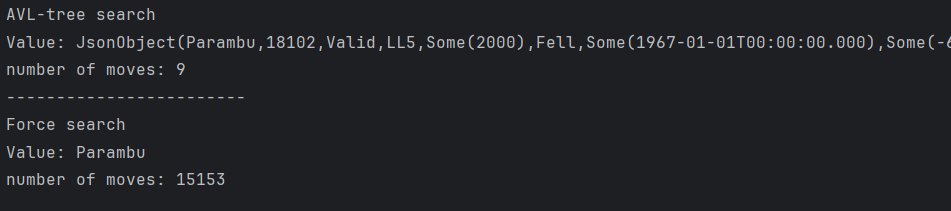 AVL-tree search
Value: JsonObject(Parambu,18102,Valid,LL5,Some(2000),Fell,Some(1967-01-01T00:00:00.000),Some(-6
number of moves: 9
------------------------
Force search
Value: Parambu
number of moves: 15153